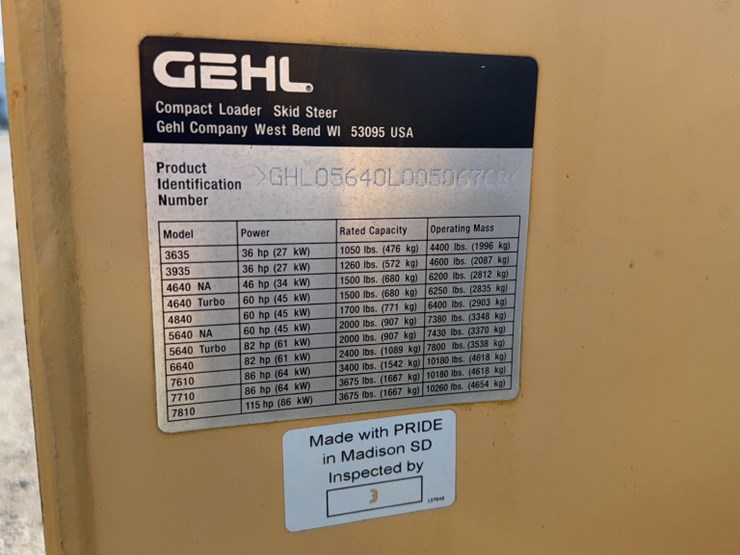 GEHL
Compact Loader Skid Steer
Gehl Company West Bend WI 53095 USA
Product
Identification
Number
Model Power Rated Capacity Operating Mass
3635 36 hp (27 kW) 1050 lbs. (476 kg) 4400 lbs. (1996 kg)
3935 36 hp (27 kW) 1260 lbs. (572 kg) 4600 lbs. (2087 kg)
4640 NA 46 hp (34 kW) 1500 lbs. (680 kg) 6200 lbs. (2812 kg)
4640 Turbo 60 hp (45 kW) 1500 lbs. (680 kg) 6250 lbs. (2835 kg)
4840 60 hp (45 kW) 1700 lbs. (771 kg) 6400 lbs. (2903 kg)
5640 NA 60 hp (45 kW) 2000 lbs. (907 kg) 7380 lbs. (3348 kg)
5640 Turbo 82 hp (61 kW) 2000 lbs. (907 kg) 7430 lbs. (3370 kg)
6640 82 hp (61 kW) 2400 lbs. (1089 kg) 7800 lbs. (3538 kg)
7610 86 hp (64 kW) 3400 lbs. (1542 kg) 10180 lbs. (4618 kg)
7710 86 hp (64 kW) 3675 lbs. (1667 kg) 10180 lbs. (4618 kg)
7810 115 hp (86 kW) 3675 lbs. (1667 kg) 10260 lbs. (4654 kg)
Made with PRIDE
in Madison SD
Inspected by
3